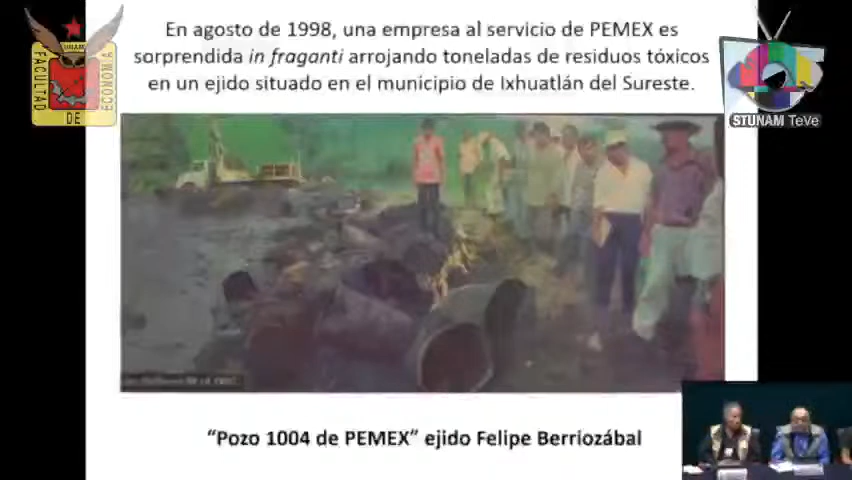 En agosto de 1998, una empresa al servicio de PEMEX es
sorprendida in fraganti arrojando toneladas de residuos tóxicos
en un ejido situado en el municipio de Ixhuatlán del Sureste.
UNAM
FACULTAD
DE
ECONOMÍA
STUNAM TeVe
"Pozo 1004 de PEMEX" ejido Felipe Berriozábal